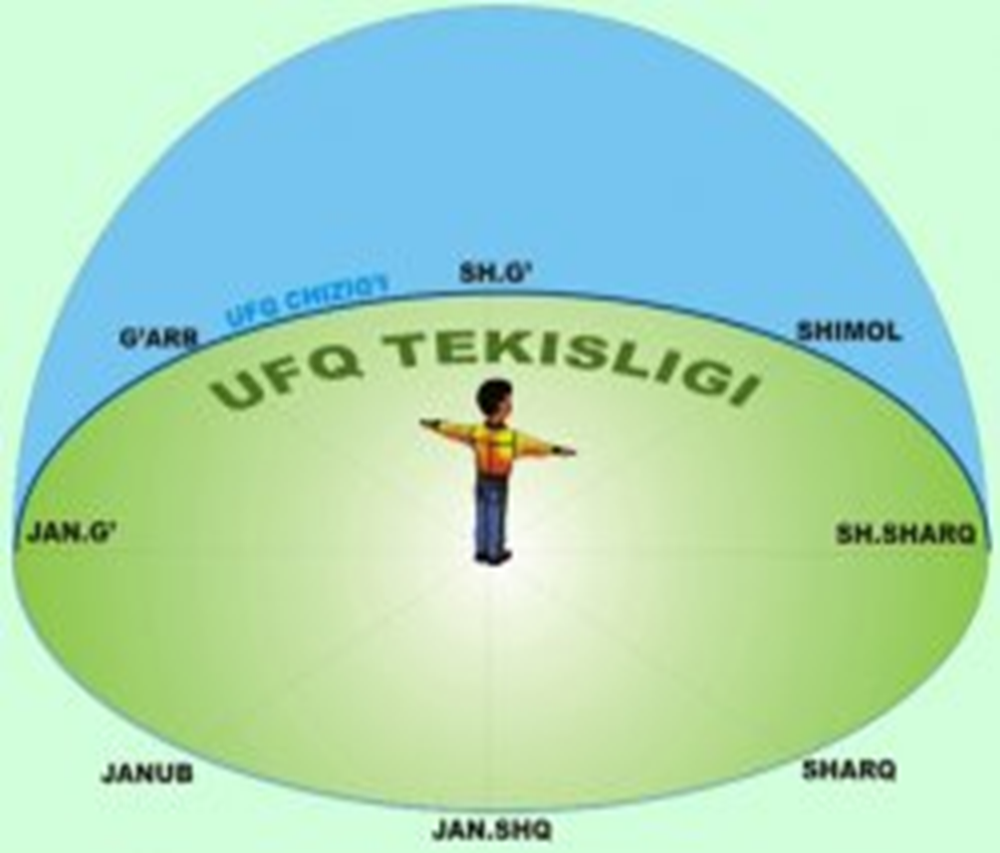 SH.G'
UFQ CHIZIG'I
G'ARB
SHIMOL
UFQ TEKISLIGI
JAN.G'
SH.SHARQ
JANUB
SHARQ
JAN.SHQ